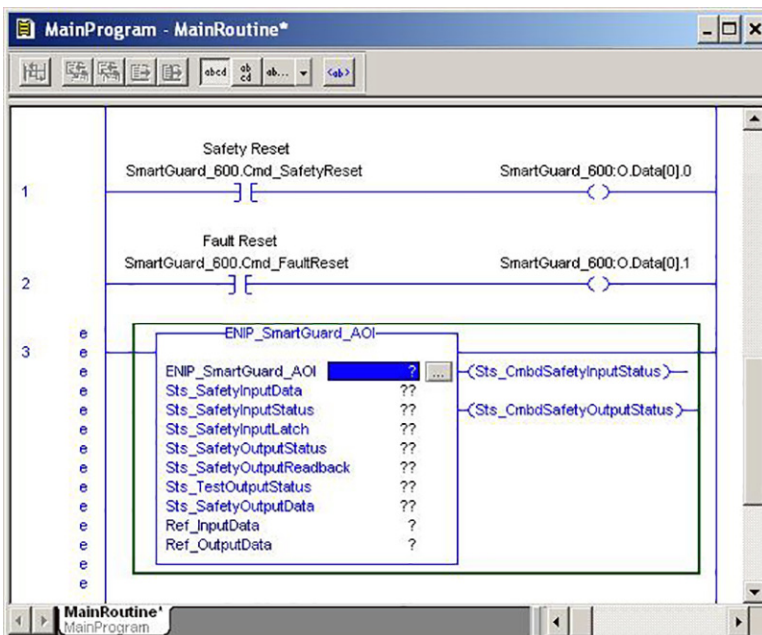 MainProgram - MainRoutine*
abcd ab cd ab... <ab>
Safety Reset
SmartGuard_600.Cmd_SafetyReset SmartGuard_600:O.Data[0].0
1
Fault Reset
SmartGuard_600.Cmd_FaultReset SmartGuard_600:O.Data[0].1
2
e ENIP_SmartGuard_AOI
3 e
e ENIP_SmartGuard_AOI ? ... (Sts_CmbdSafetyInputStatus)
e Sts_SafetyInputData ??
e Sts_SafetyInputStatus ?? (Sts_CmbdSafetyOutputStatus)
e Sts_SafetyInputLatch ??
e Sts_SafetyOutputStatus ??
e Sts_SafetyOutputReadback ??
e Sts_TestOutputStatus ??
e Sts_SafetyOutputData ??
e Ref_InputData ?
e Ref_OutputData ?
e
e
MainRoutine*
MainProgram